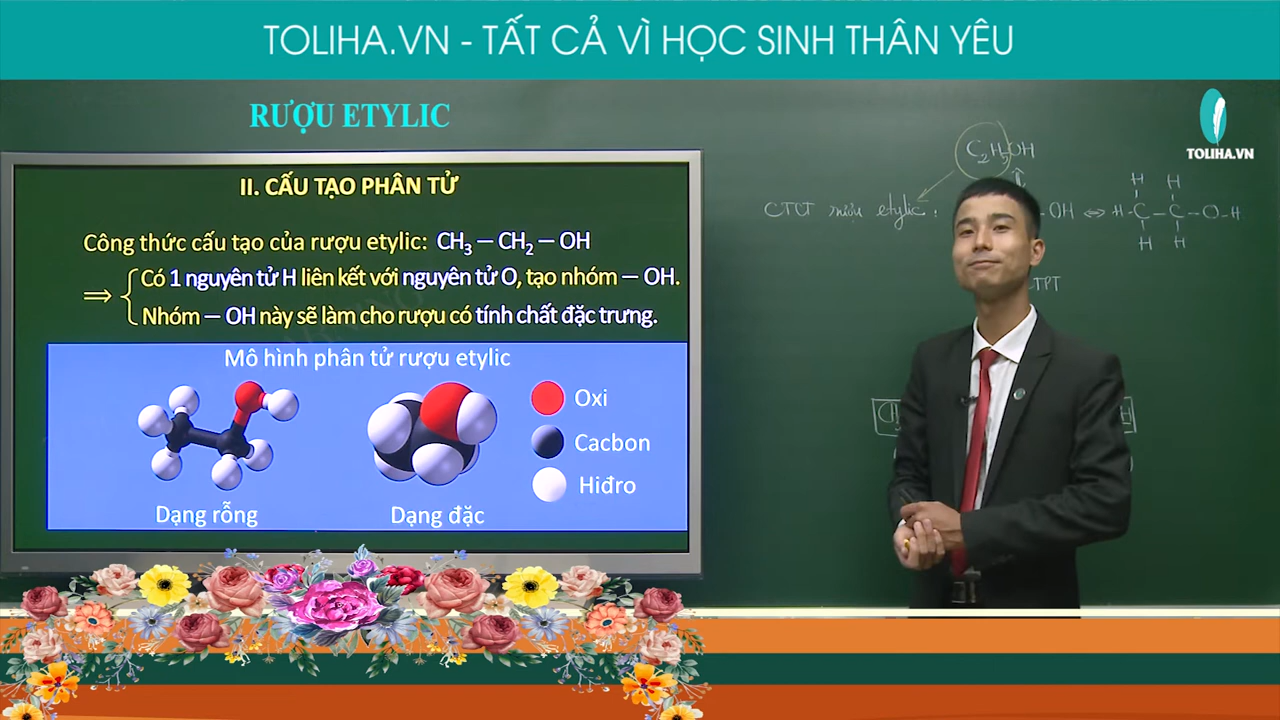 TOLIHA.VN - TẤT CẢ VÌ HỌC SINH THÂN YÊU
RƯỢU ETYLIC
TOLIHA.VN
II. CẤU TẠO PHÂN TỬ
Công thức cấu tạo của rượu etylic: CH₃ — CH₂ — OH
⟹ { Có 1 nguyên tử H liên kết với nguyên tử O, tạo nhóm — OH.
Nhóm — OH này sẽ làm cho rượu có tính chất đặc trưng.
Mô hình phân tử rượu etylic
Oxi
Cacbon
Hiđro
Dạng rỗng
Dạng đặc
C₂H₅OH
H H
CTCT rượu etylic: -OH ⇔ H-C-C-O-H
H H
CTPT